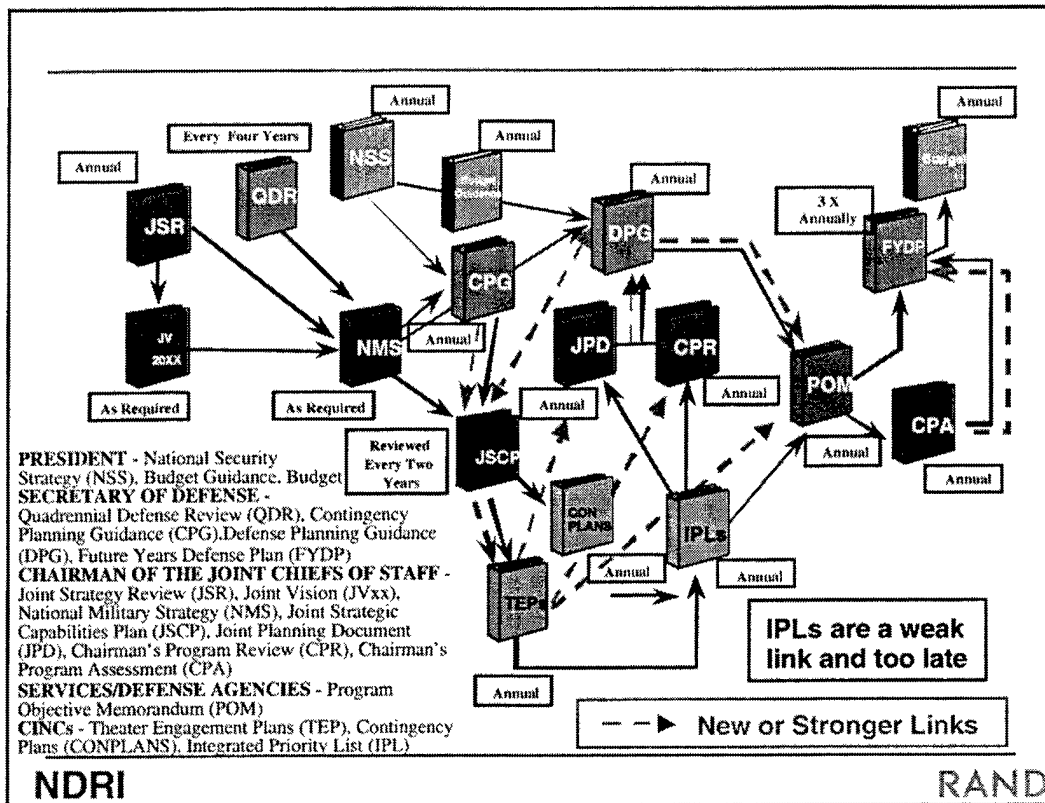 Annual
Annual
Every Four Years
NSS
Annual
Annual
Annual
QDR
Budget
JSR
3 X
Annually
DPG
FYDP
CPG
JV
20XX
NMS
Annual
JPD
CPR
POM
As Required
As Required
Annual
Annual
CPA
Reviewed
Every Two
Years
JSCP
Annual
Annual
CON
PLANS
IPLs
TEPs
Annual
Annual
Annual
PRESIDENT - National Security
Strategy (NSS), Budget Guidance, Budget
SECRETARY OF DEFENSE -
Quadrennial Defense Review (QDR), Contingency
Planning Guidance (CPG).Defense Planning Guidance
(DPG), Future Years Defense Plan (FYDP)
CHAIRMAN OF THE JOINT CHIEFS OF STAFF -
Joint Strategy Review (JSR), Joint Vision (JVxx),
National Military Strategy (NMS), Joint Strategic
Capabilities Plan (JSCP), Joint Planning Document
(JPD), Chairman's Program Review (CPR), Chairman's
Program Assessment (CPA)
SERVICES/DEFENSE AGENCIES - Program
Objective Memorandum (POM)
CINCs - Theater Engagement Plans (TEP), Contingency
Plans (CONPLANS), Integrated Priority List (IPL)
IPLs are a weak
link and too late
New or Stronger Links
NDRI
RAND